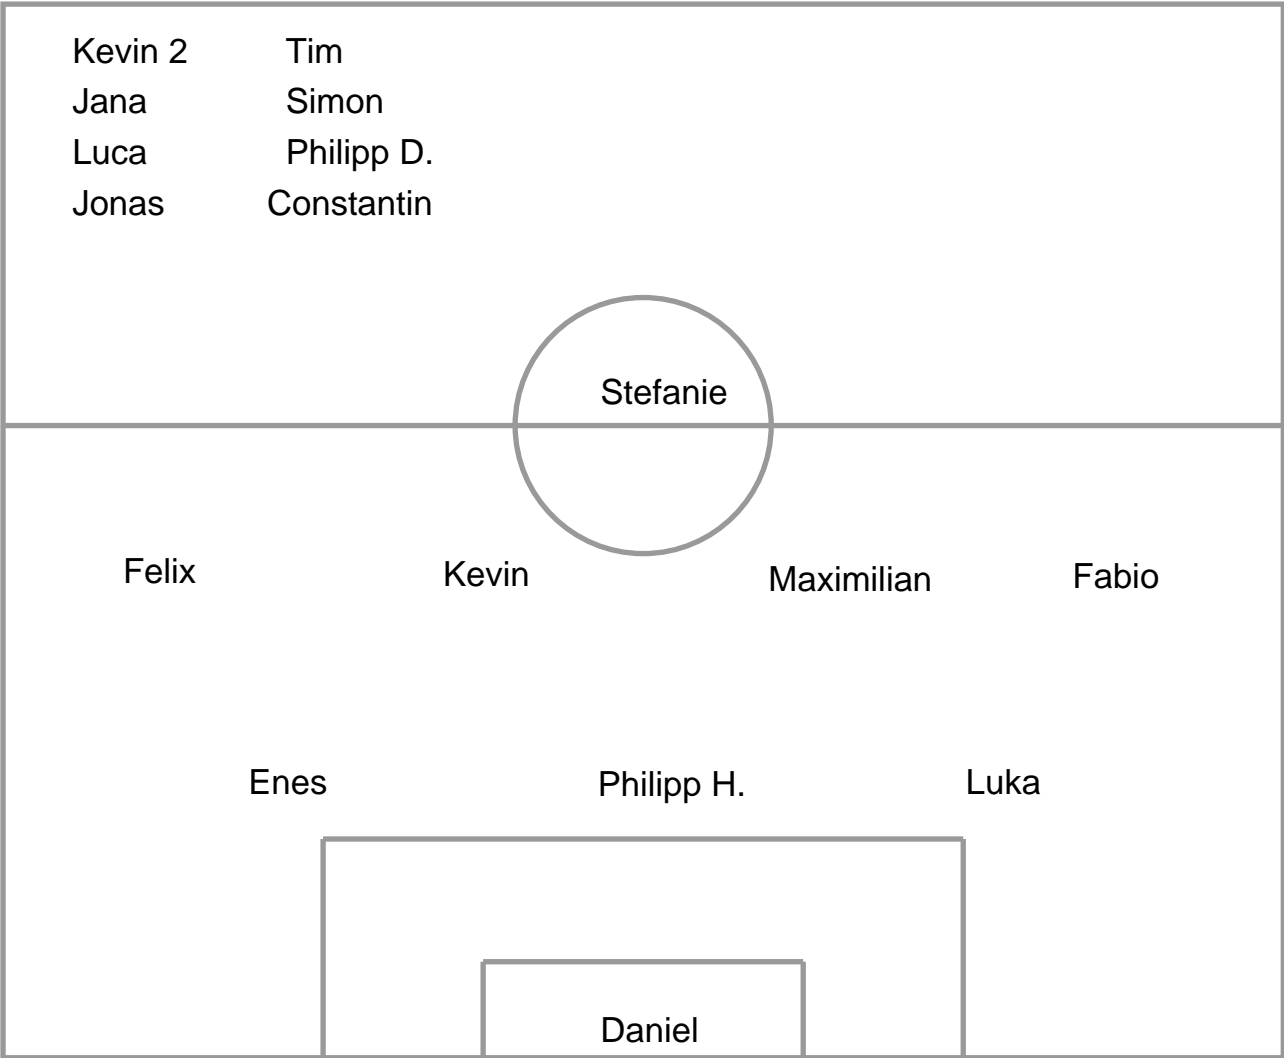 Kevin 2 Tim
Jana Simon
Luca Philipp D.
Jonas Constantin
Stefanie
Felix Kevin Maximilian Fabio
Enes Philipp H. Luka
Daniel